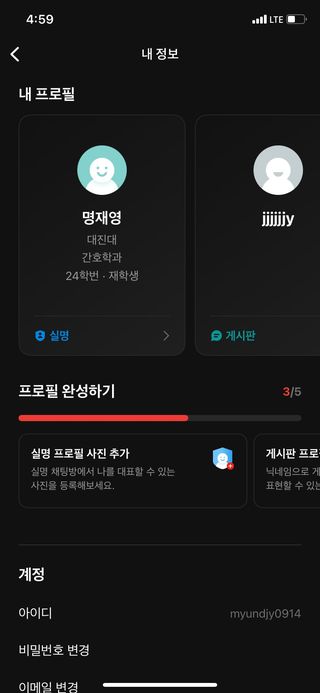 4:59
LTE
내 정보
내 프로필
명재영
대진대
간호학과
24학번 · 재학생
실명
jjjjjjy
게시판
프로필 완성하기
3/5
실명 프로필 사진 추가
실명 채팅방에서 나를 대표할 수 있는
사진을 등록해보세요.
게시판 프로
닉네임으로 게
표현할 수 있는
계정
아이디
myundjy0914
비밀번호 변경
이메일 변경